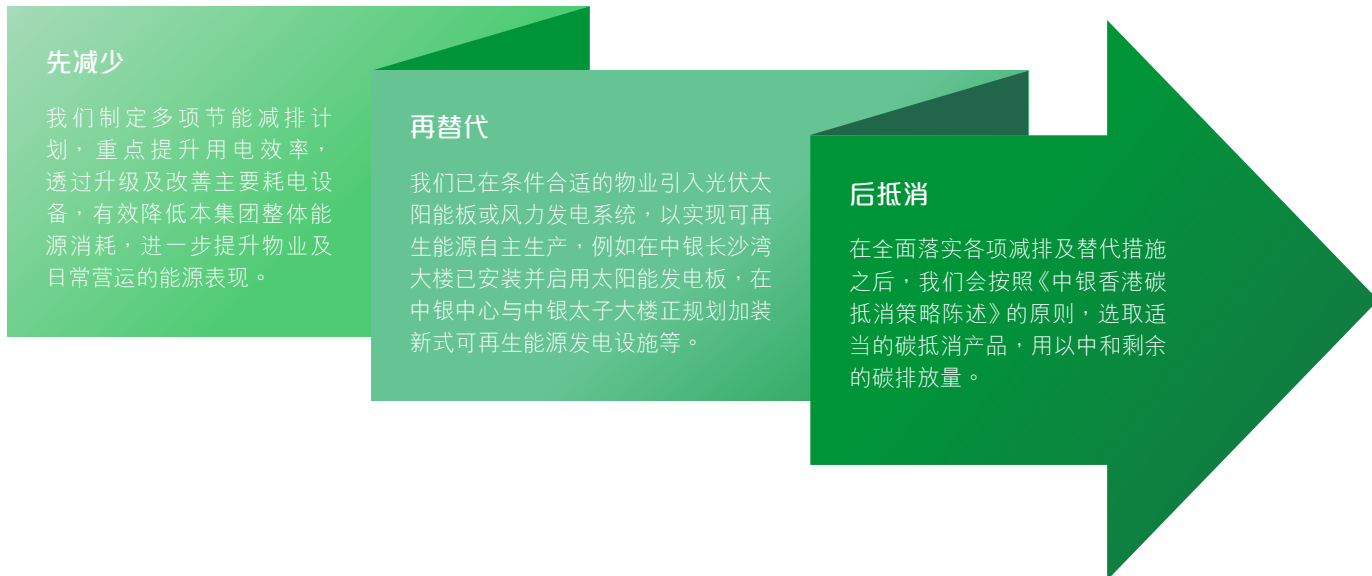 先减少
我们制定多项节能减排计
划，重点提升用电效率，
透过升级及改善主要耗电设
备，有效降低本集团整体能
源消耗，进一步提升物业及
日常营运的能源表现。
再替代
我们已在条件合适的物业引入光伏太
阳能板或风力发电系统，以实现可再
生能源自主生产，例如在中银长沙湾
大楼已安装并启用太阳能发电板，在
中银中心与中银太子大楼正规划加装
新式可再生能源发电设施等。
后抵消
在全面落实各项减排及替代措施
之后，我们会按照《中银香港碳
抵消策略陈述》的原则，选取适
当的碳抵消产品，用以中和剩余
的碳排放量。